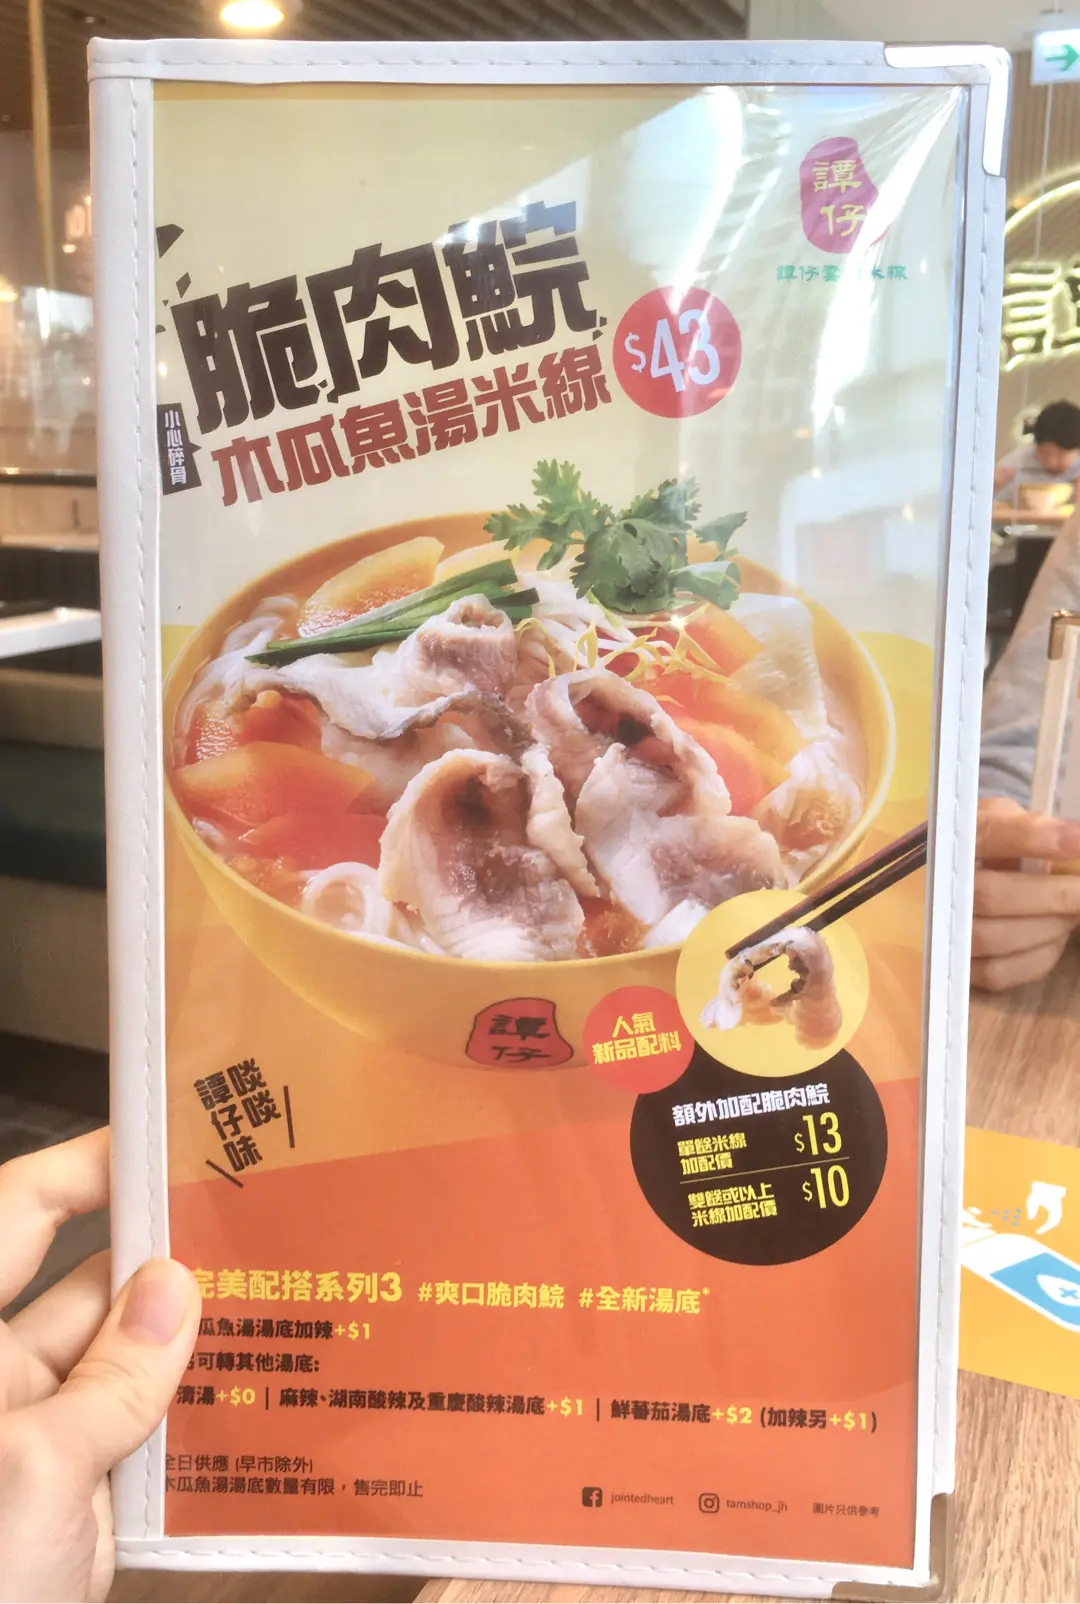 譚
仔
譚仔雲 米線
脆肉鯇
$43
小心碎骨
木瓜魚湯米線
譚
仔
人氣
新品配料
額外加配脆肉鯇
單餸米線
加配價
$13
雙餸或以上
米線加配價
$10
譚仔味
啖啖
完美配搭系列3 #爽口脆肉鯇 #全新湯底*
瓜魚湯湯底加辣+$1
可轉其他湯底:
清湯+$0 | 麻辣、湖南酸辣及重慶酸辣湯底+$1 | 鮮蕃茄湯底+$2 (加辣另+$1)
全日供應 (早市除外)
木瓜魚湯湯底數量有限,售完即止
jointedheart
tamshop_jh
圖片只供參考